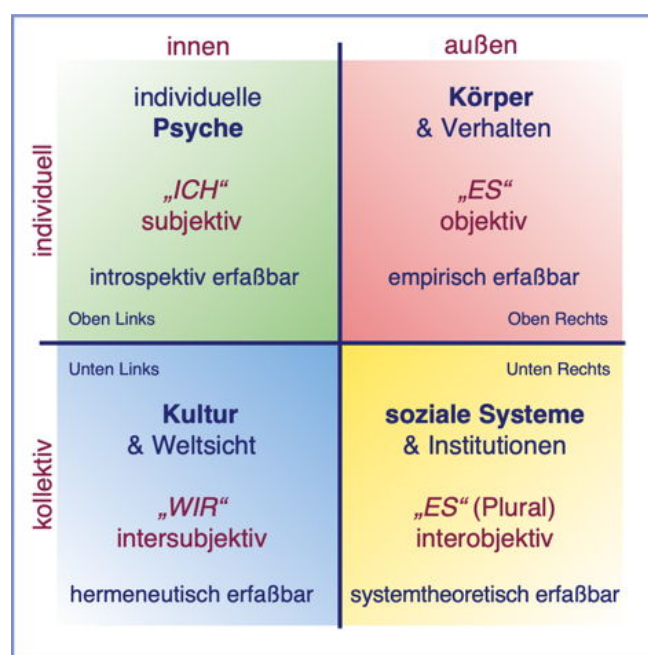 innen
außen
individuell
individuelle
Psyche
„ICH“
subjektiv
introspektiv erfaßbar
Oben Links
Körper
& Verhalten
„ES“
objektiv
empirisch erfaßbar
Oben Rechts
kollektiv
Unten Links
Kultur
& Weltsicht
„WIR“
intersubjektiv
hermeneutisch erfaßbar
Unten Rechts
soziale Systeme
& Institutionen
„ES“ (Plural)
interobjektiv
systemtheoretisch erfaßbar